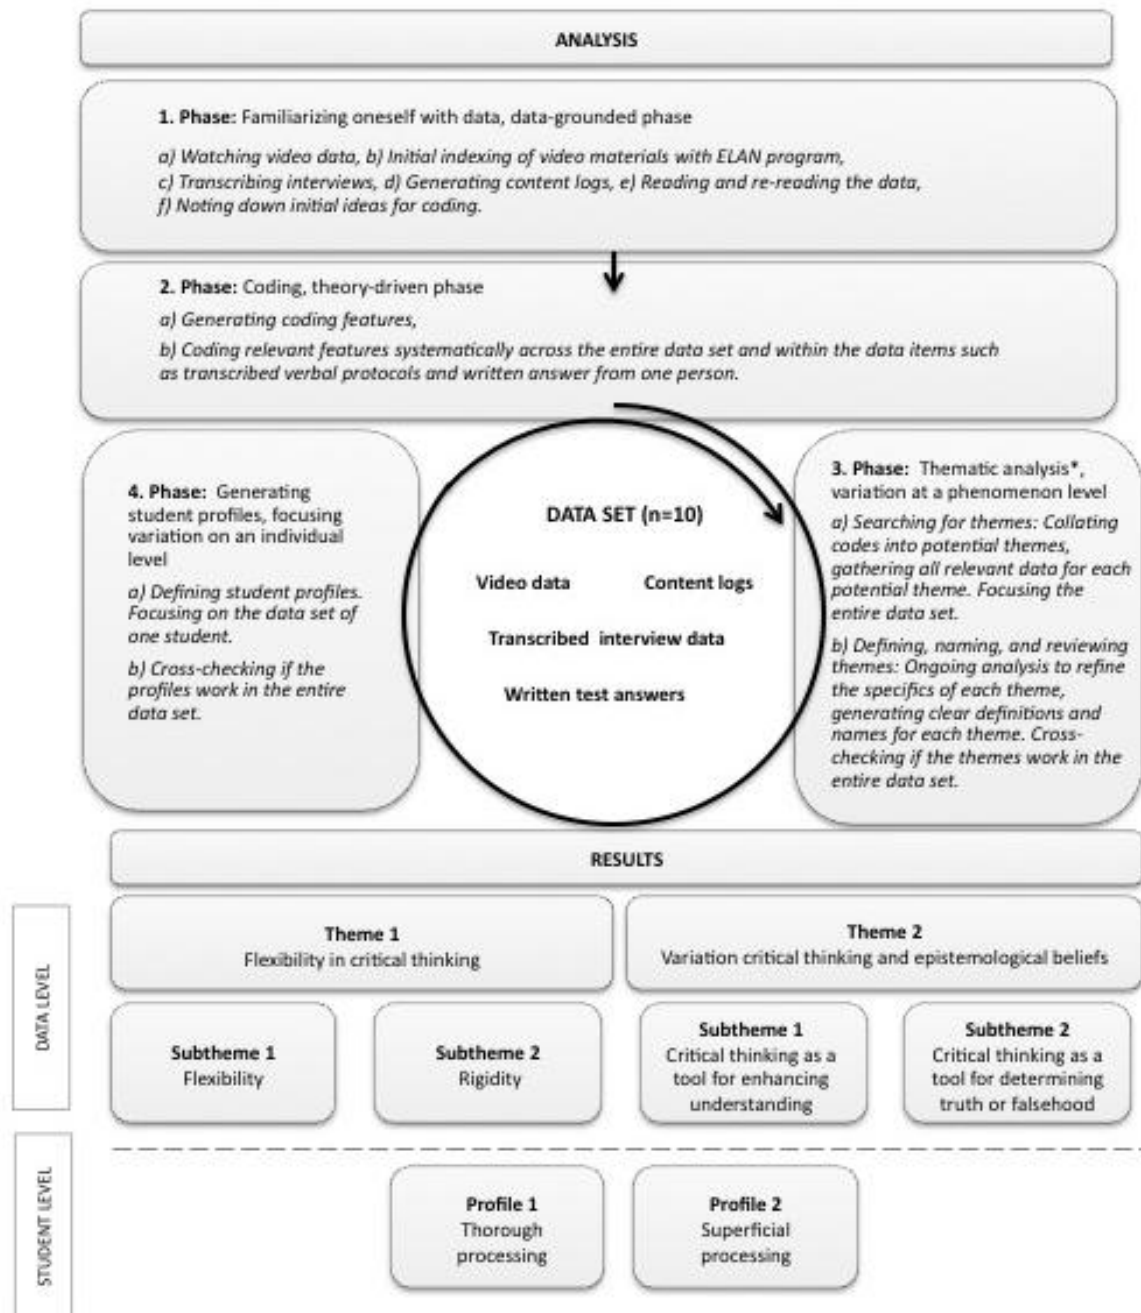 ANALYSIS
1. Phase: Familiarizing oneself with data, data-grounded phase
a) Watching video data, b) Initial indexing of video materials with ELAN program,
c) Transcribing interviews, d) Generating content logs, e) Reading and re-reading the data,
f) Noting down initial ideas for coding.
2. Phase: Coding, theory-driven phase
a) Generating coding features,
b) Coding relevant features systematically across the entire data set and within the data items such
as transcribed verbal protocols and written answer from one person.
4. Phase: Generating
student profiles, focusing
variation on an individual
level
a) Defining student profiles.
Focusing on the data set of
one student.
b) Cross-checking if the
profiles work in the entire
data set.
DATA SET (n=10)
Video data Content logs
Transcribed interview data
Written test answers
3. Phase: Thematic analysis*,
variation at a phenomenon level
a) Searching for themes: Collating
codes into potential themes,
gathering all relevant data for each
potential theme. Focusing the
entire data set.
b) Defining, naming, and reviewing
themes: Ongoing analysis to refine
the specifics of each theme,
generating clear definitions and
names for each theme. Cross-
checking if the themes work in the
entire data set.
RESULTS
DATA LEVEL
Theme 1
Flexibility in critical thinking
Theme 2
Variation critical thinking and epistemological beliefs
Subtheme 1
Flexibility
Subtheme 2
Rigidity
Subtheme 1
Critical thinking as a
tool for enhancing
understanding
Subtheme 2
Critical thinking as a
tool for determining
truth or falsehood
STUDENT LEVEL
Profile 1
Thorough
processing
Profile 2
Superficial
processing